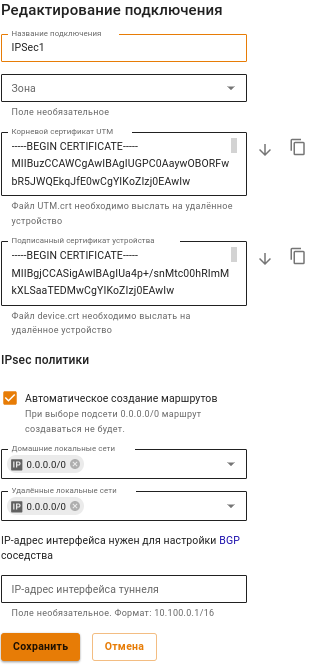 Редактирование подключения
Название подключения
IPSec1
Зона
Поле необязательное
Корневой сертификат UTM
-----BEGIN CERTIFICATE-----
MIIBuzCCAWCgAwIBAgIUGPC0AaywOBORFw
bR5JWQEkqJfE0wCgYIKoZIzj0EAwIw
Файл UTM.crt необходимо выслать на удалённое
устройство
Подписанный сертификат устройства
-----BEGIN CERTIFICATE-----
MIIBgjCCASigAwIBAgIUa4p+/snMtc00hRImM
kXLSaaTEDMwCgYIKoZIzj0EAwIw
Файл device.crt необходимо выслать на
удалённое устройство
IPsec политики
Автоматическое создание маршрутов
При выборе подсети 0.0.0.0/0 маршрут
создаваться не будет.
Домашние локальные сети
IP 0.0.0.0/0
Удалённые локальные сети
IP 0.0.0.0/0
IP-адрес интерфейса нужен для настройки BGP
соседства
IP-адрес интерфейса туннеля
Поле необязательное. Формат: 10.100.0.1/16
Сохранить
Отмена